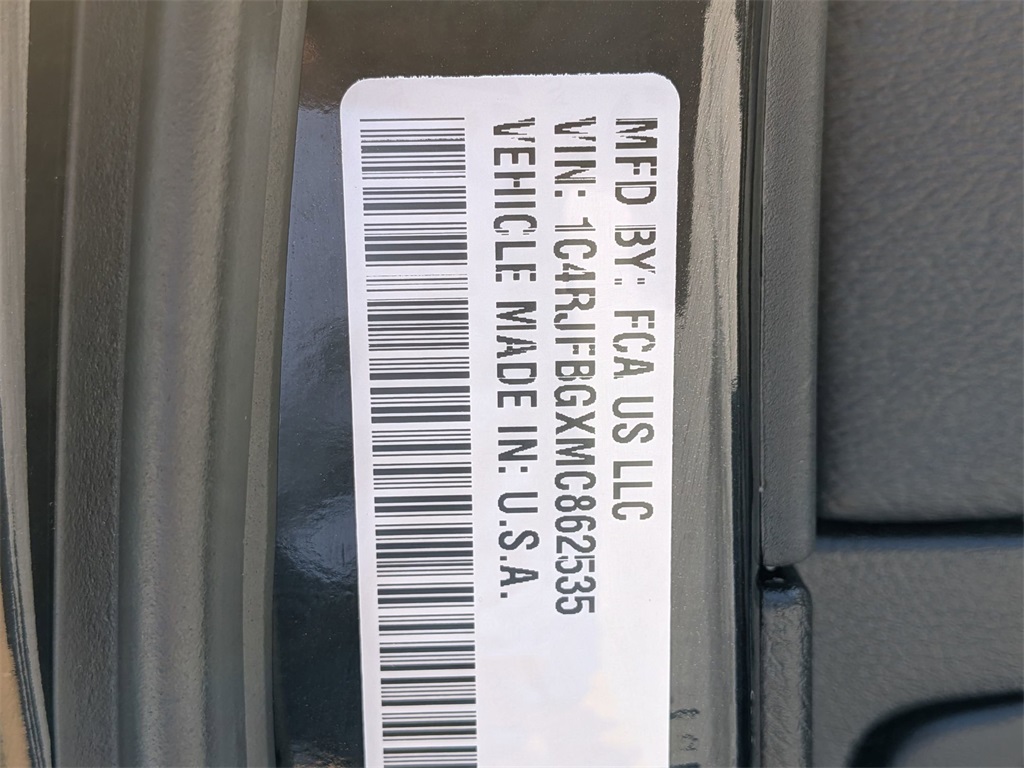 MFD BY: FCA US LLC
VIN: 1C4RJFBGXMC862535
VEHICLE MADE IN: U.S.A.